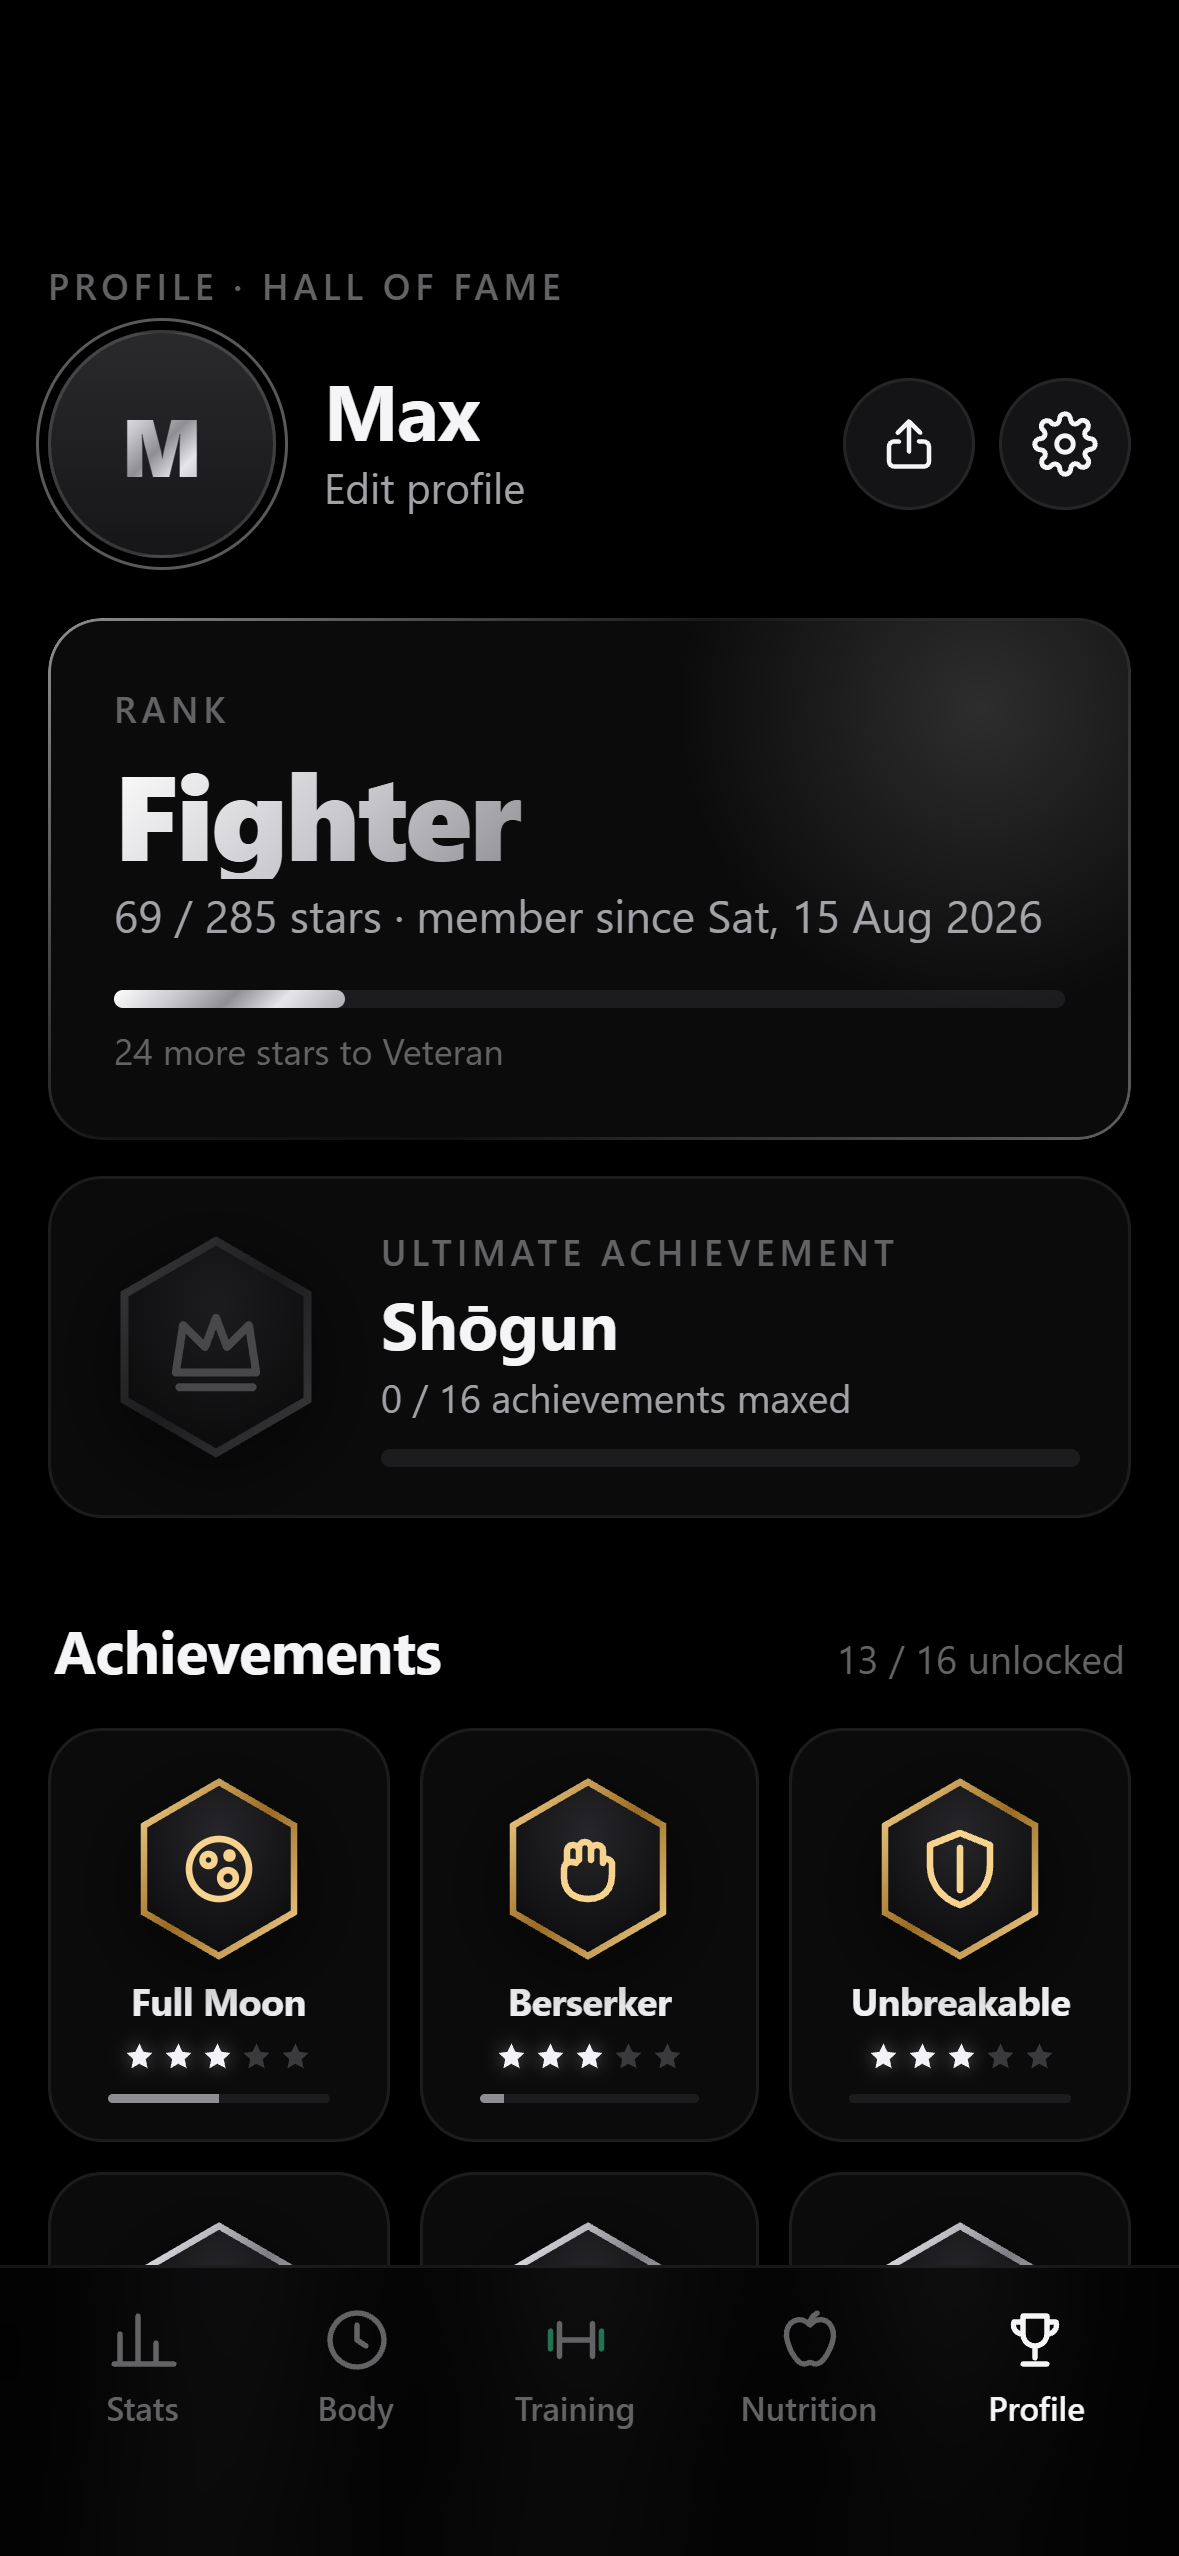 PROFILE · HALL OF FAME
M
Max
Edit profile
RANK
Fighter
69 / 285 stars · member since Sat, 15 Aug 2026
24 more stars to Veteran
ULTIMATE ACHIEVEMENT
Shōgun
0 / 16 achievements maxed
Achievements
13 / 16 unlocked
Full Moon
Berserker
Unbreakable
Stats
Body
Training
Nutrition
Profile